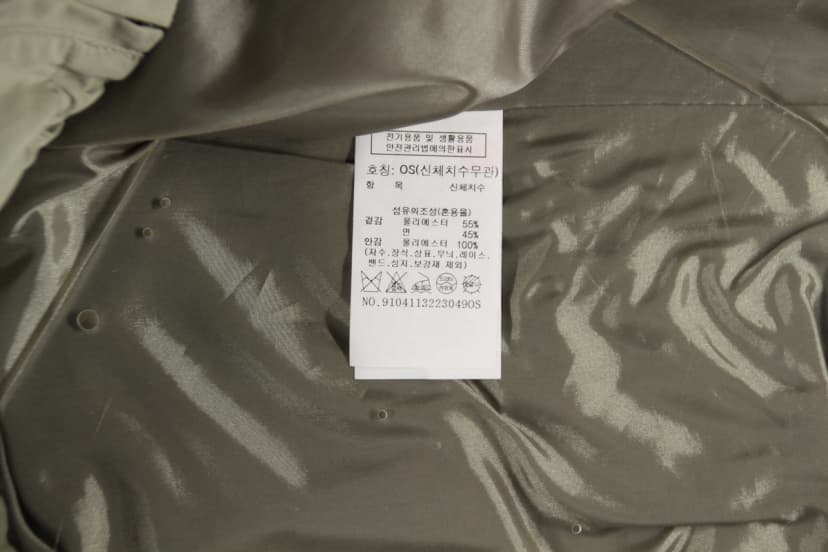 전기용품 및 생활용품
안전관리법에의한표시
호칭: OS(신체치수무관)
항 목 신체치수
섬유의조성(혼용율)
겉감 폴리에스터 55%
면 45%
안감 폴리에스터 100%
(자수.장식.상표.무늬.레이스.
밴드.심지.보강재 제외)
NO.91041132230490S